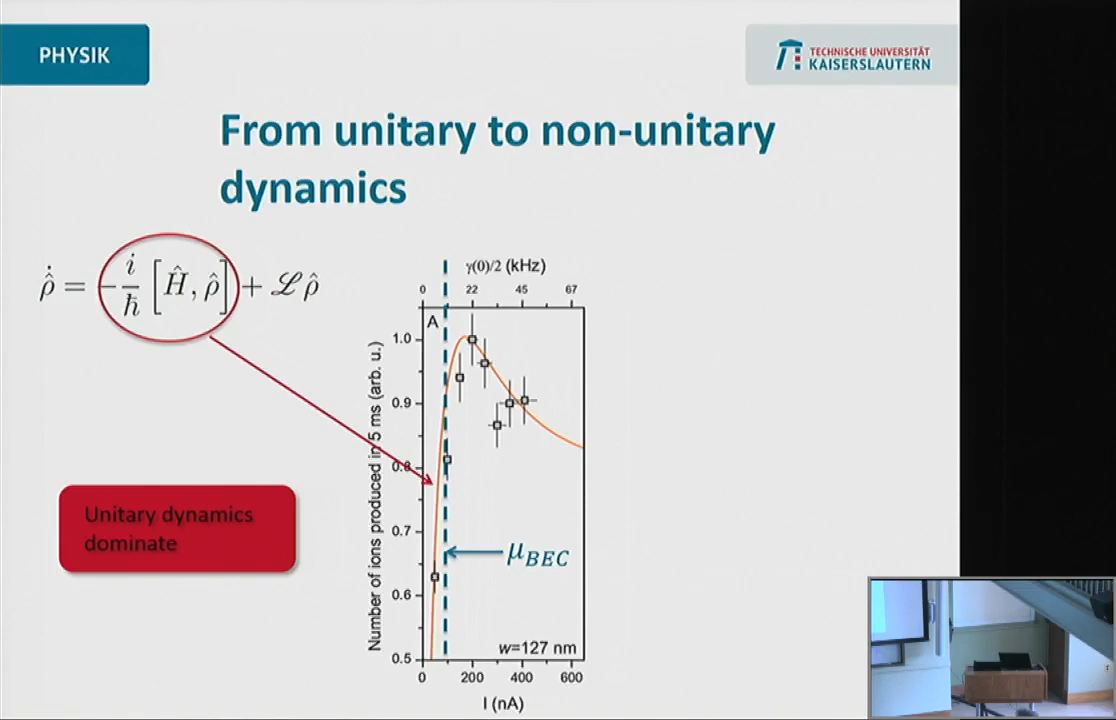 PHYSIK
TECHNISCHE UNIVERSITÄT
KAISERSLAUTERN
From unitary to non-unitary
dynamics
ρ̂̇ = −i/ħ [Ĥ, ρ̂] + ℒρ̂
γ(0)/2 (kHz)
0 22 45 67
A
1.0
0.9
0.8
0.7
0.6
0.5
Number of ions produced in 5 ms (arb. u.)
Unitary dynamics
dominate
μBEC
w=127 nm
0 200 400 600
I (nA)